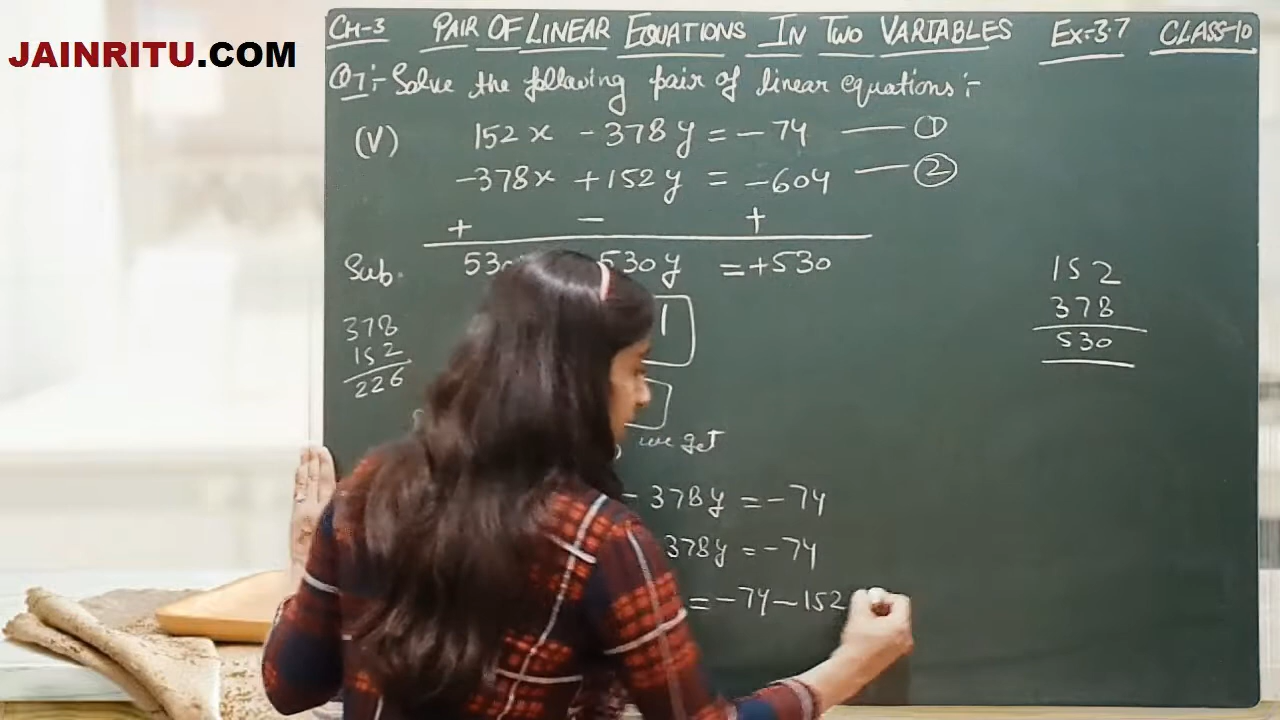 JAINRITU.COM
CH-3 PAIR OF LINEAR EQUATIONS IN TWO VARIABLES EX-3.7 CLASS-10
Q7:- Solve the following pair of linear equations:-
(V) 152x - 378y = -74 —— ①
-378x + 152y = -604 —— ②
+ - +
Sub. 530y = +530
378
152
226
1
we get
- 378y = -74
378y = -74
= -74 - 152
152
378
530